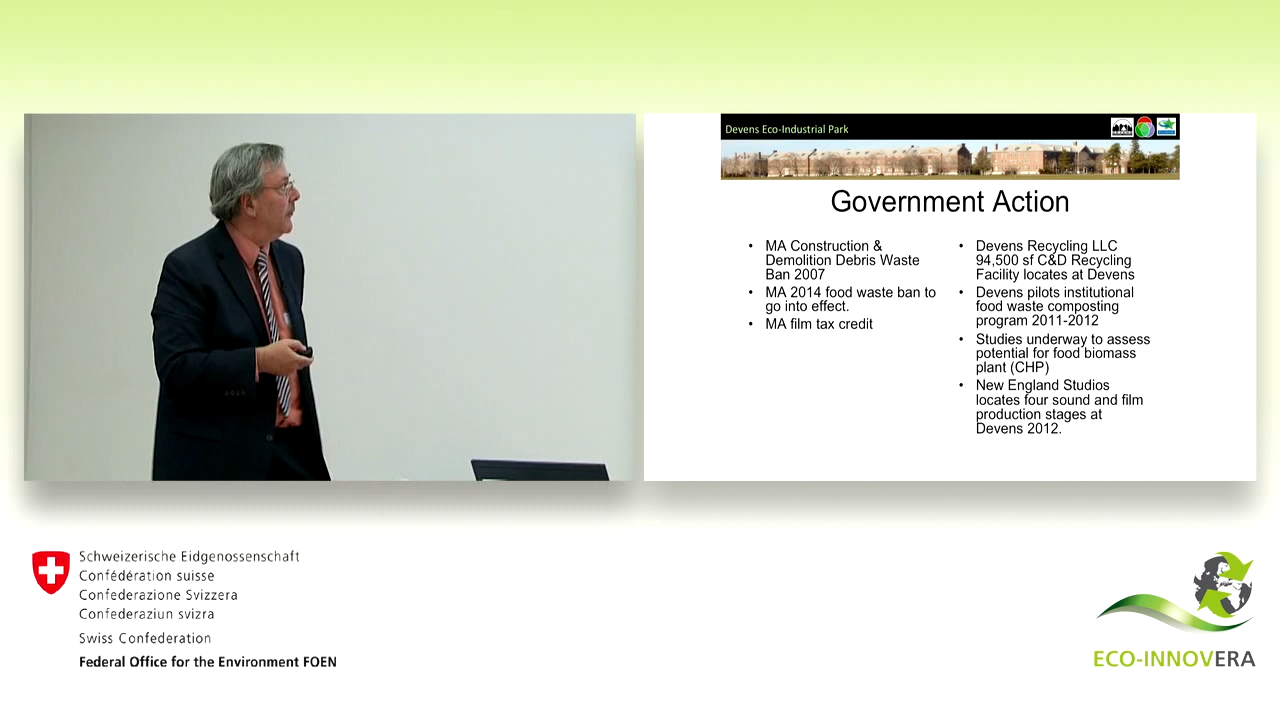 Devens Eco-Industrial Park
Government Action
• MA Construction &
Demolition Debris Waste
Ban 2007
• MA 2014 food waste ban to
go into effect.
• MA film tax credit
• Devens Recycling LLC
94,500 sf C&D Recycling
Facility locates at Devens
• Devens pilots institutional
food waste composting
program 2011-2012
• Studies underway to assess
potential for food biomass
plant (CHP)
• New England Studios
locates four sound and film
production stages at
Devens 2012.
Schweizerische Eidgenossenschaft
Confédération suisse
Confederazione Svizzera
Confederaziun svizra
Swiss Confederation
Federal Office for the Environment FOEN
ECO-INNOVERA